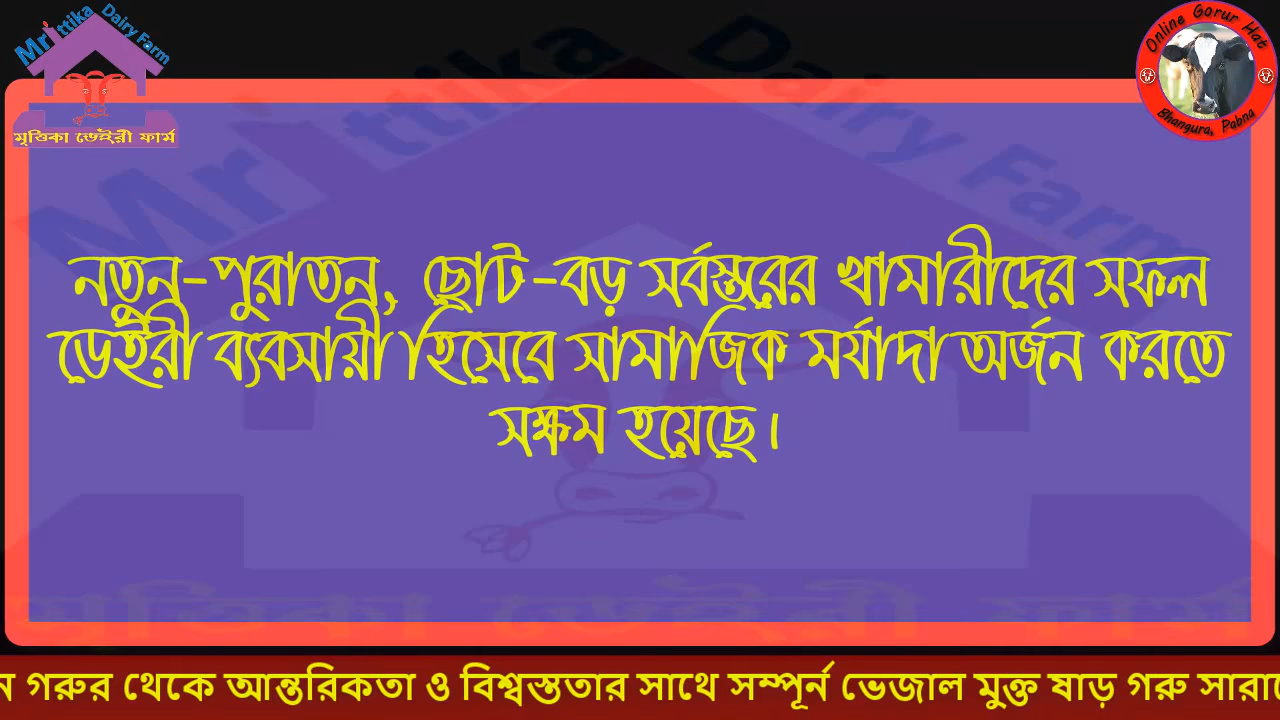 Mrittika Dairy Farm
মৃত্তিকা ডেইরী ফার্ম
Online Gorur Hat
Bhangura, Pabna
নতুন-পুরাতন, ছোট-বড় সর্বস্তরের খামারীদের সফল
ডেইরী ব্যবসায়ী হিসেবে সামাজিক মর্যাদা অর্জন করতে
সক্ষম হয়েছে।
ন গরুর থেকে আন্তরিকতা ও বিশ্বস্ততার সাথে সম্পূর্ন ভেজাল মুক্ত ষাড় গরু সারা